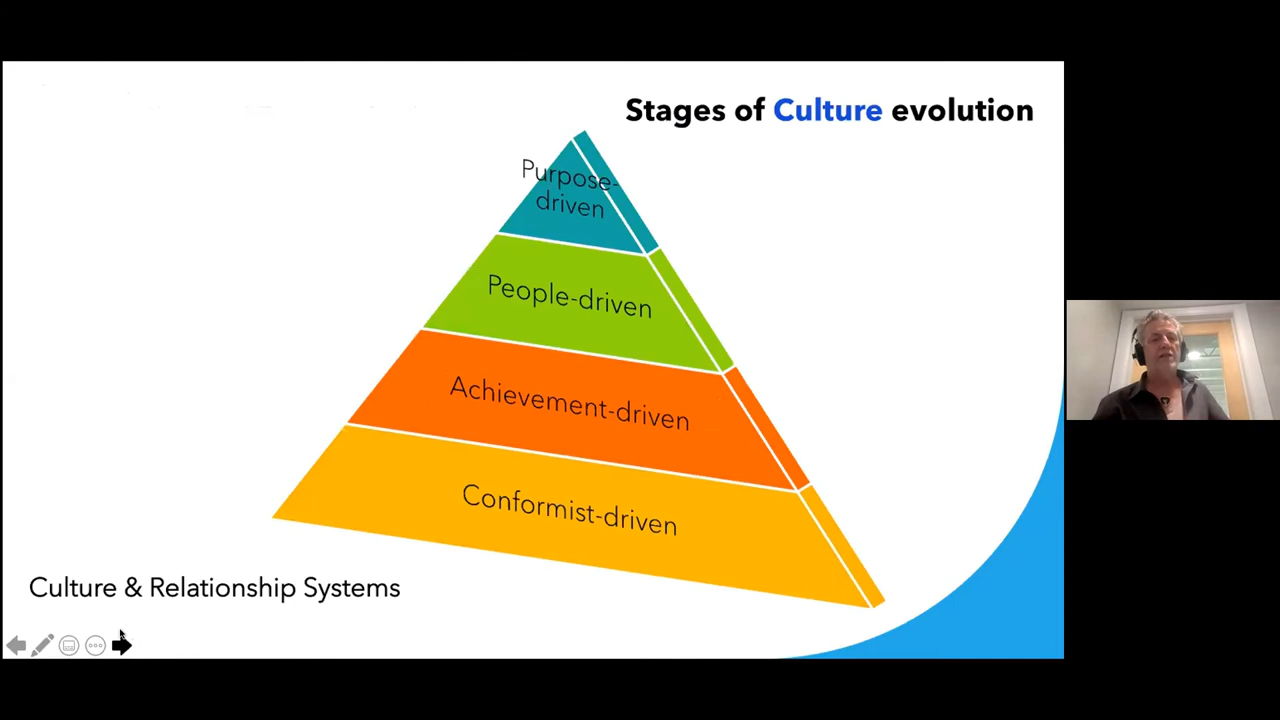 Stages of Culture evolution
Purpose-
driven
People-driven
Achievement-driven
Conformist-driven
Culture & Relationship Systems